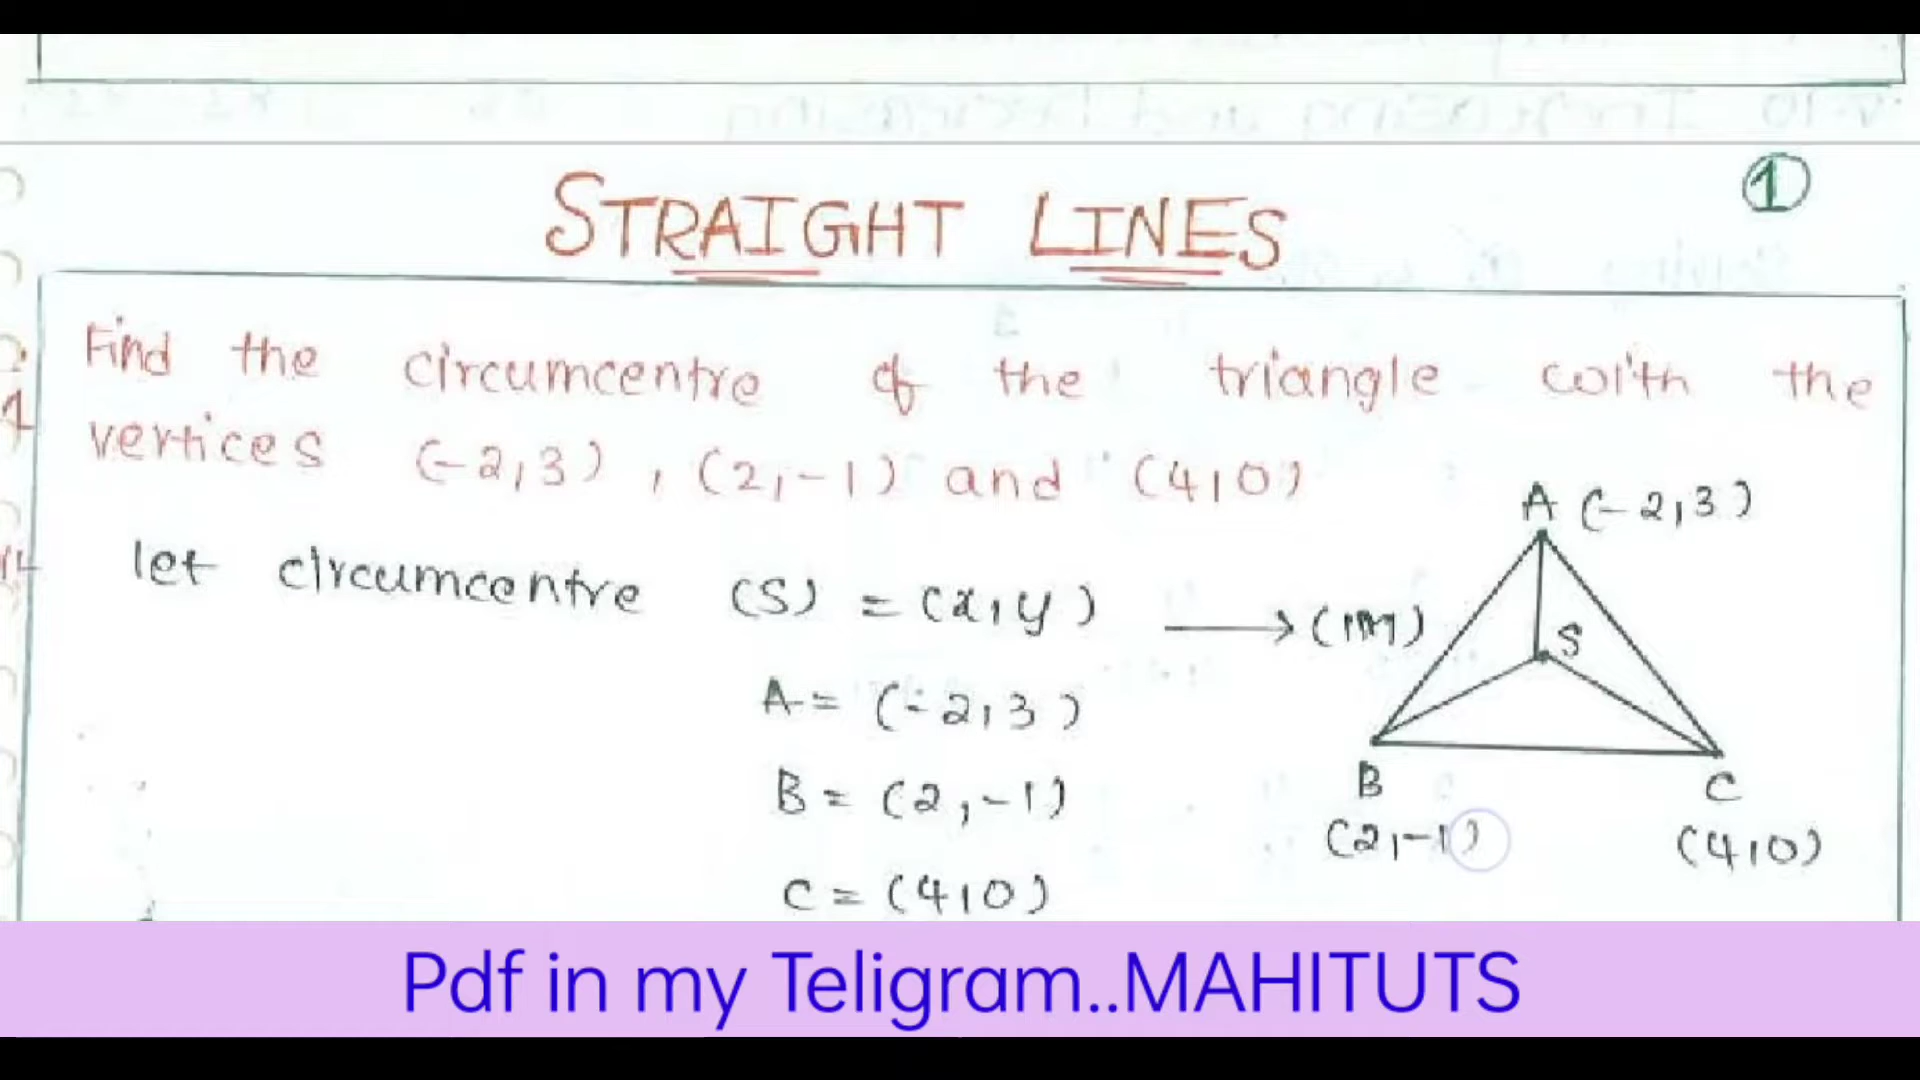 STRAIGHT LINES
1
Find the circumcentre of the triangle with the
vertices (-2,3), (2,-1) and (4,0)
let circumcentre (S) = (x,y) → (1M)
A = (-2,3)
B = (2,-1)
C = (4,0)
A (-2,3)
S
B
C
(2,-1)
(4,0)
Pdf in my Teligram..MAHITUTS